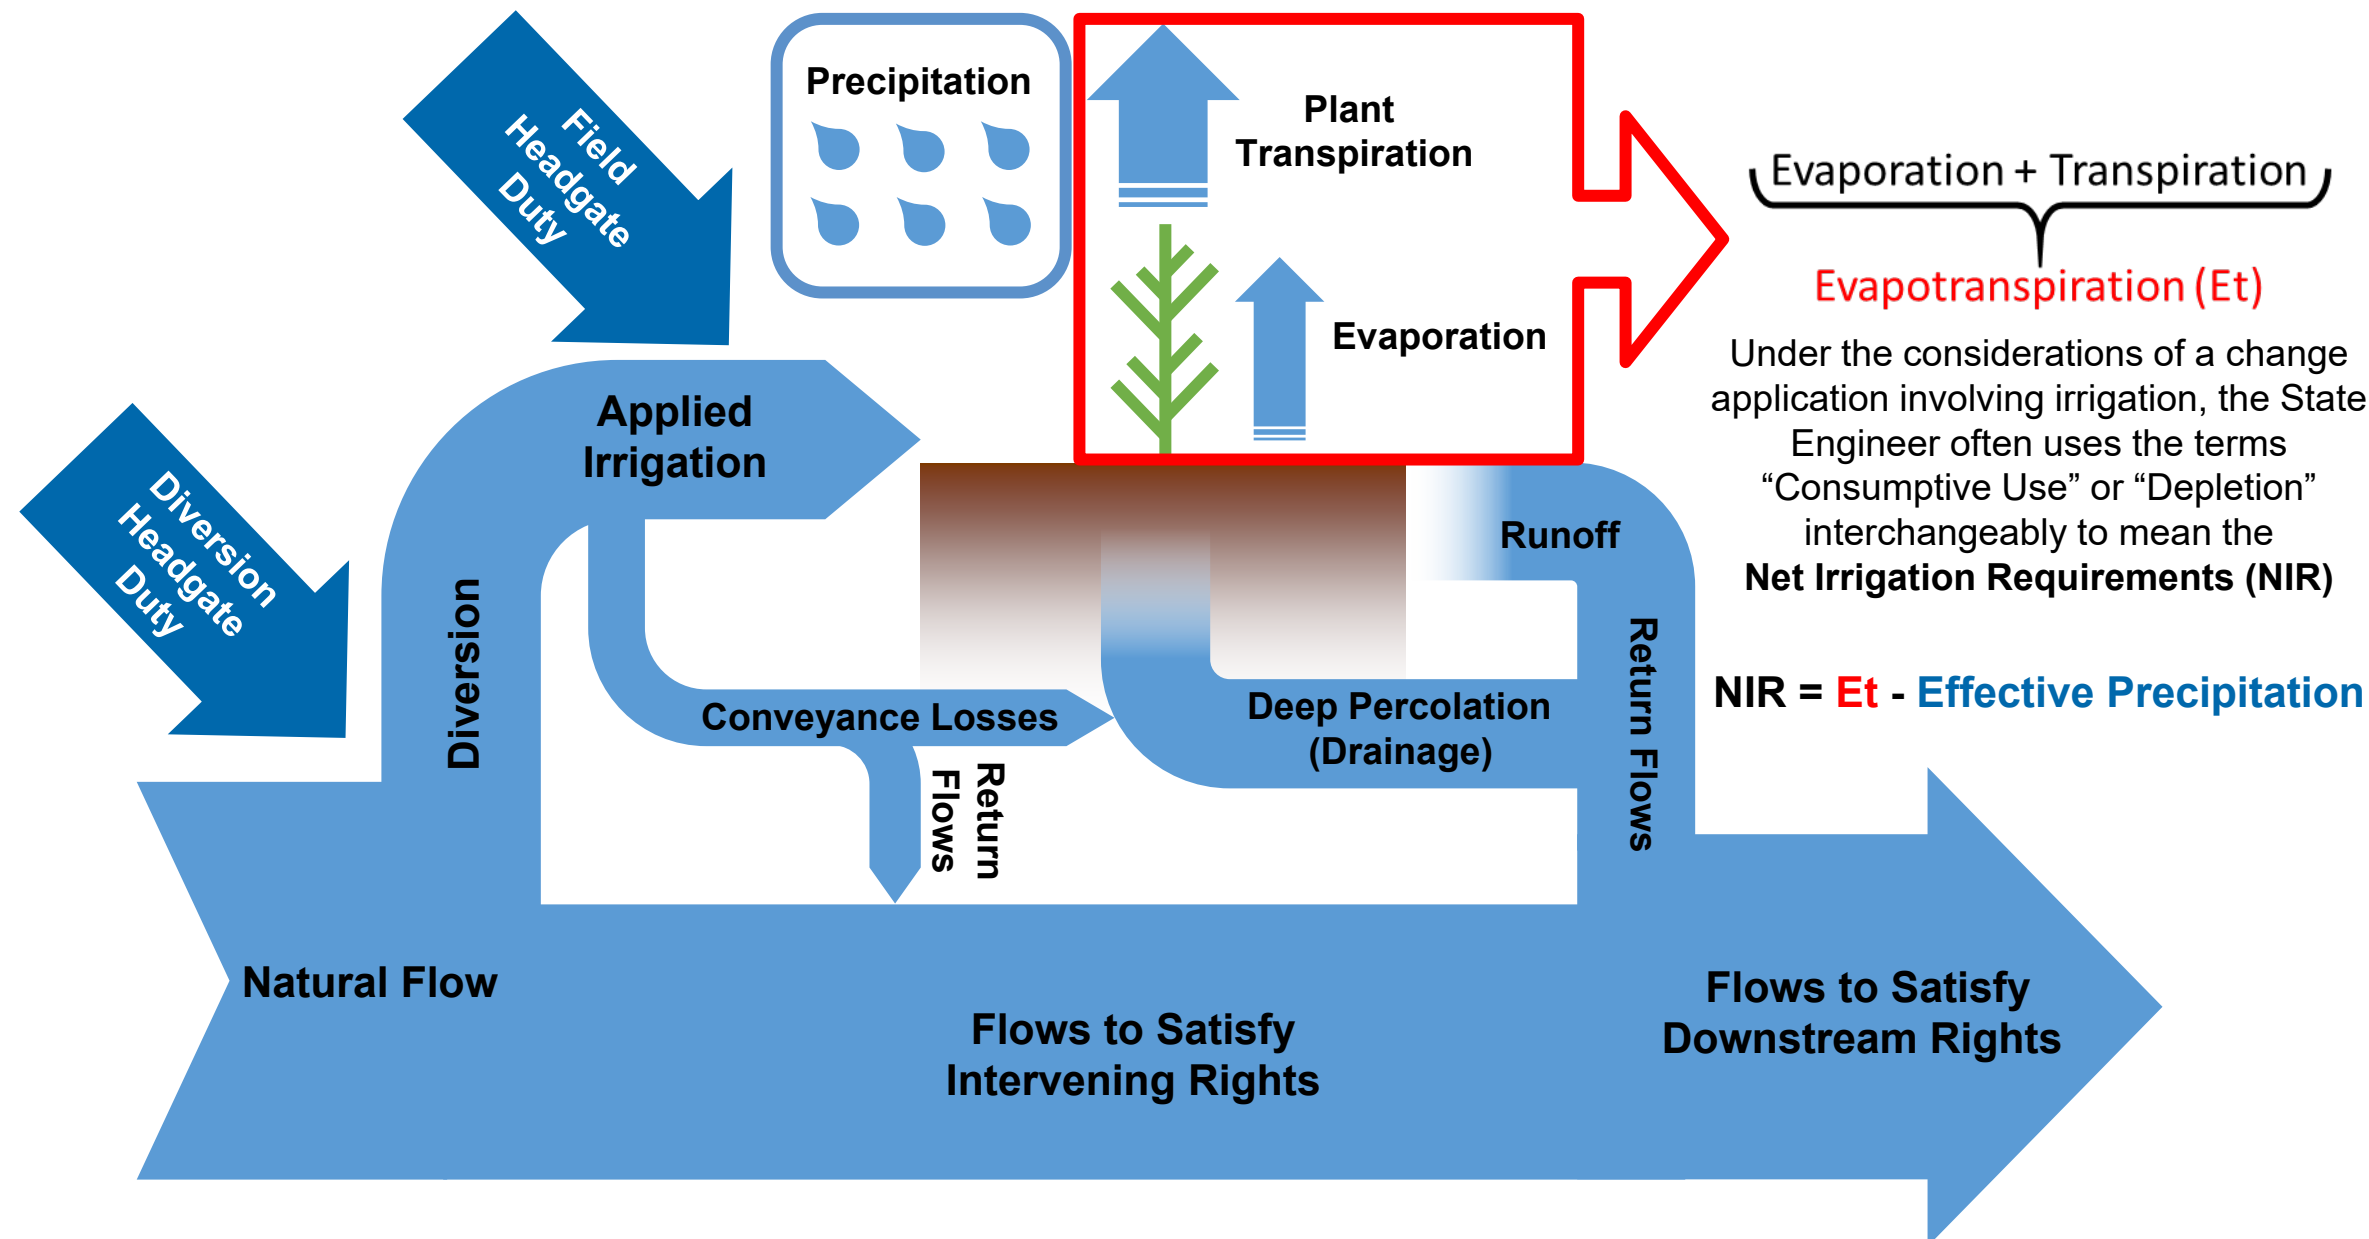 Field
Headgate
Duty
Precipitation
Plant
Transpiration
Evaporation
Evaporation + Transpiration
Evapotranspiration (Et)
Under the considerations of a change
application involving irrigation, the State
Engineer often uses the terms
“Consumptive Use” or “Depletion”
interchangeably to mean the
Net Irrigation Requirements (NIR)
NIR = Et - Effective Precipitation
Diversion
Headgate
Duty
Applied
Irrigation
Diversion
Conveyance Losses
Return
Flows
Deep Percolation
(Drainage)
Runoff
Return Flows
Natural Flow
Flows to Satisfy
Intervening Rights
Flows to Satisfy
Downstream Rights